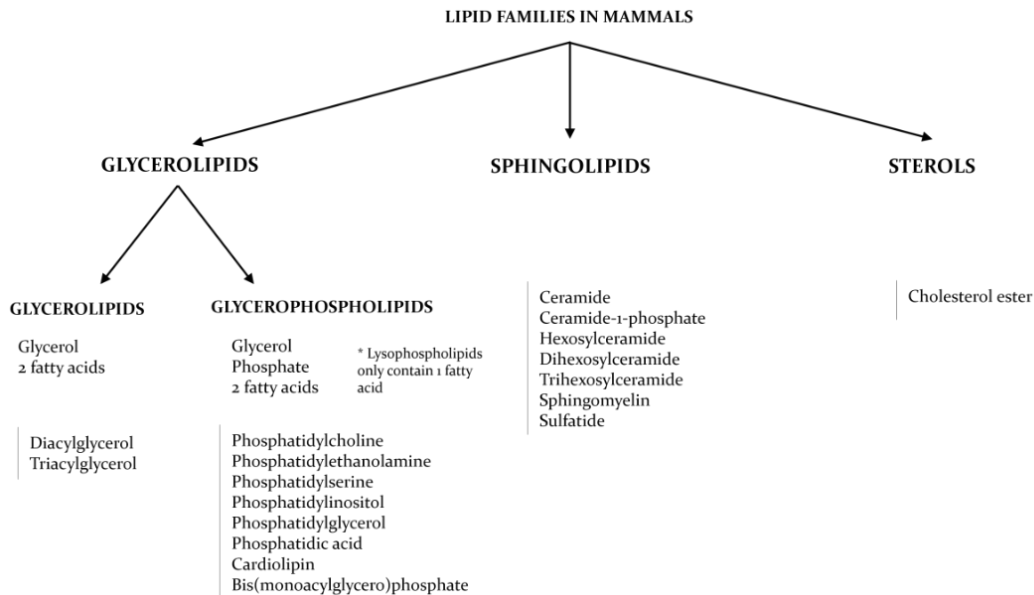 LIPID FAMILIES IN MAMMALS
GLYCEROLIPIDS
SPHINGOLIPIDS
STEROLS
GLYCEROLIPIDS
Glycerol
2 fatty acids
Diacylglycerol
Triacylglycerol
GLYCEROPHOSPHOLIPIDS
Glycerol
Phosphate
2 fatty acids
* Lysophospholipids
only contain 1 fatty
acid
Phosphatidylcholine
Phosphatidylethanolamine
Phosphatidylserine
Phosphatidylinositol
Phosphatidylglycerol
Phosphatidic acid
Cardiolipin
Bis(monoacylglycero)phosphate
Ceramide
Ceramide-1-phosphate
Hexosylceramide
Dihexosylceramide
Trihexosylceramide
Sphingomyelin
Sulfatide
Cholesterol ester